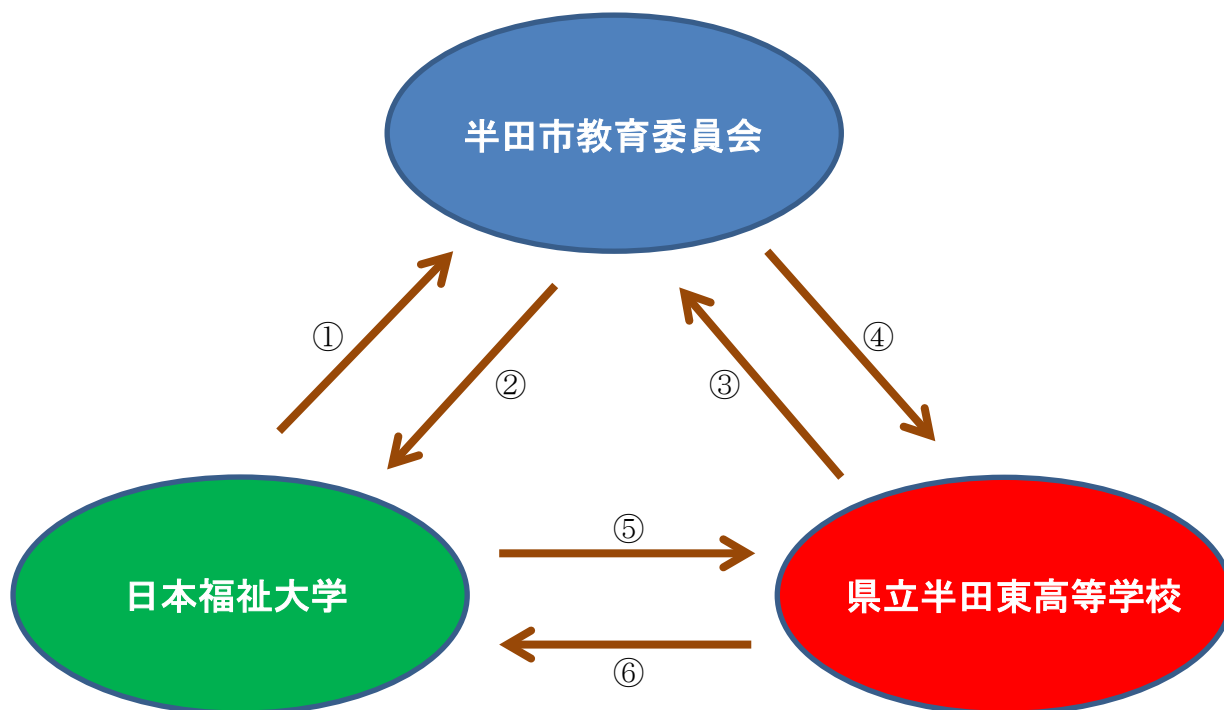 半田市教育委員会
①
④
②
③
⑤
日本福祉大学
県立半田東高等学校
⑥